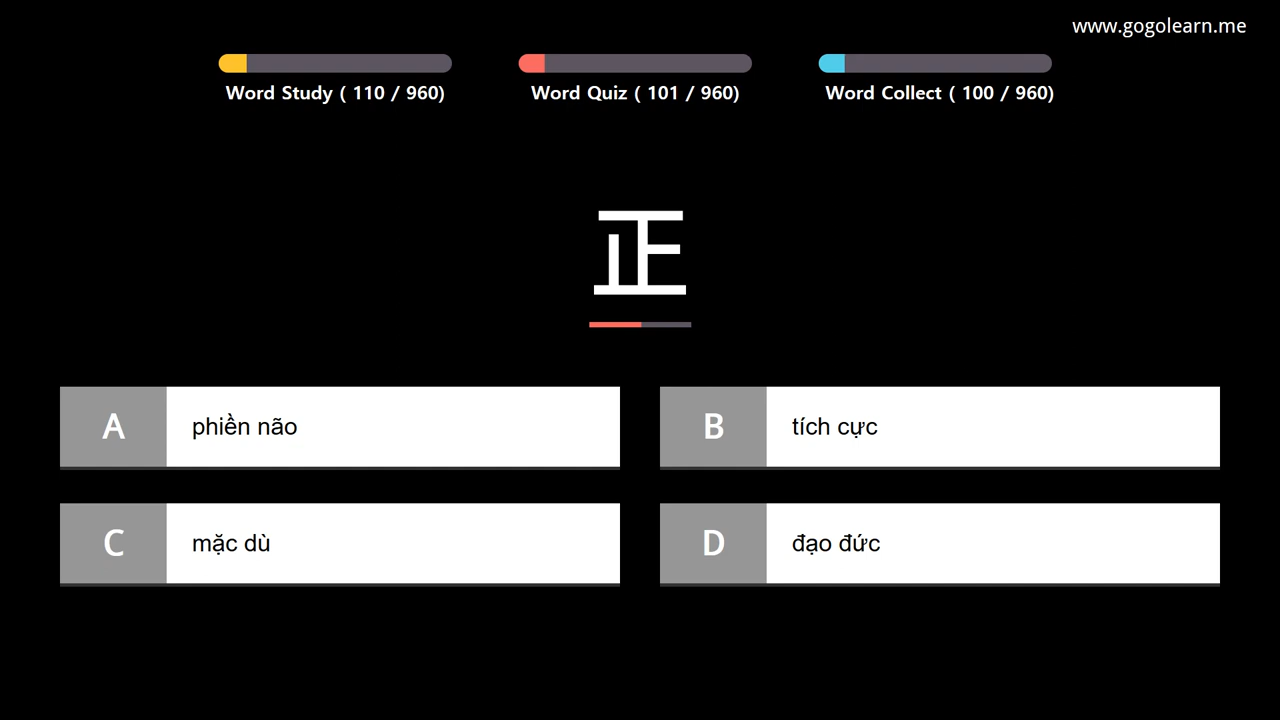 www.gogolearn.me
Word Study ( 110 / 960)
Word Quiz ( 101 / 960)
Word Collect ( 100 / 960)
正
A phiền não
B tích cực
C mặc dù
D đạo đức